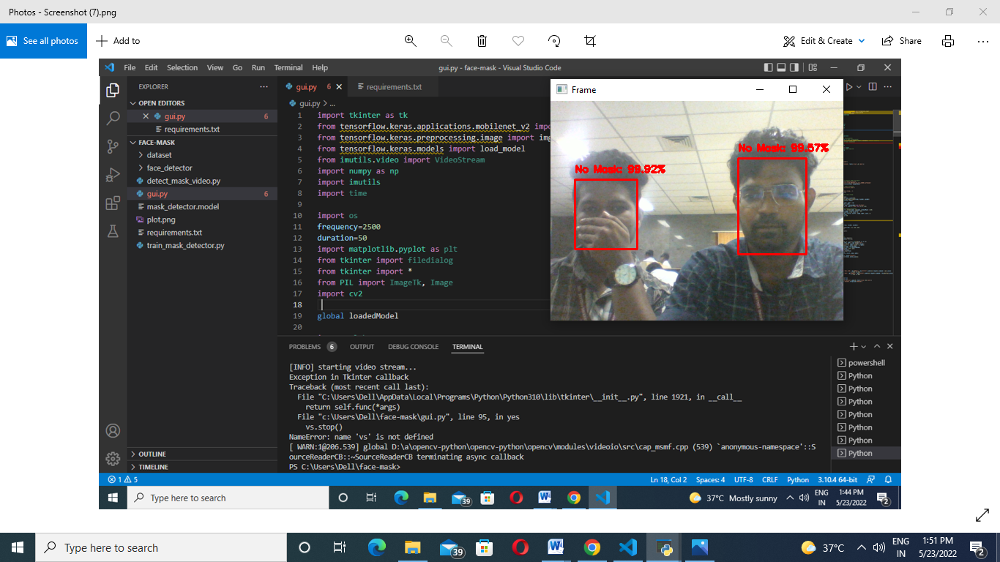 Photos - Screenshot (7).png
See all photos
Add to
Edit & Create
Share
File Edit Selection View Go Run Terminal Help
gui.py - face-mask - Visual Studio Code
EXPLORER
OPEN EDITORS
gui.py 6
requirements.txt
FACE-MASK
dataset
face_detector
detect_mask_video.py
gui.py 6
mask_detector.model
plot.png
requirements.txt
train_mask_detector.py
OUTLINE
TIMELINE
gui.py 6
requirements.txt
gui.py > ...
1 import tkinter as tk
2 from tensorflow.keras.applications.mobilenet_v2 impo
3 from tensorflow.keras.preprocessing.image import im
4 from tensorflow.keras.models import load_model
5 from imutils.video import VideoStream
6 import numpy as np
7 import imutils
8 import time
9
10 import os
11 frequency=2500
12 duration=50
13 import matplotlib.pyplot as plt
14 from tkinter import filedialog
15 from tkinter import *
16 from PIL import ImageTk, Image
17 import cv2
18
19 global loadedModel
20
Frame
No Mask: 99.92%
No Mask: 99.57%
PROBLEMS 6 OUTPUT DEBUG CONSOLE TERMINAL
[INFO] starting video stream...
Exception in Tkinter callback
Traceback (most recent call last):
File "C:\Users\Dell\AppData\Local\Programs\Python\Python310\lib\tkinter\__init__.py", line 1921, in __call__
return self.func(*args)
File "c:\Users\Dell\face-mask\gui.py", line 95, in yes
vs.stop()
NameError: name 'vs' is not defined
[ WARN:1@206.539] global D:\a\opencv-python\opencv-python\opencv\modules\videoio\src\cap_msmf.cpp (539) `anonymous-namespace'::S
ourceReaderCB::~SourceReaderCB terminating async callback
PS C:\Users\Dell\face-mask>
powershell
Python
Python
Python
Python
Python
Python
Python
1 5
Ln 18, Col 2 Spaces: 4 UTF-8 CRLF Python 3.10.4 64-bit
Type here to search
39
37°C Mostly sunny
ENG
IN
1:44 PM
5/23/2022
2
Type here to search
39
37°C
ENG
IN
1:51 PM
5/23/2022
2